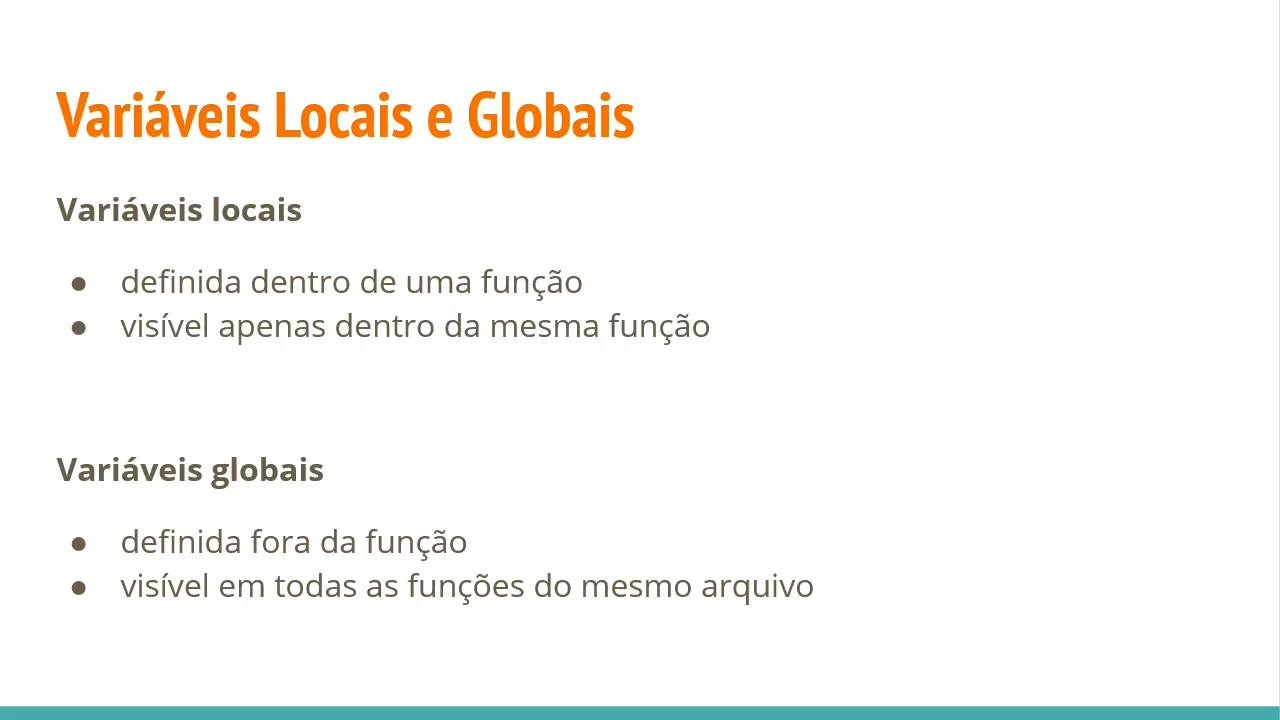 Variáveis Locais e Globais
Variáveis locais
● definida dentro de uma função
● visível apenas dentro da mesma função
Variáveis globais
● definida fora da função
● visível em todas as funções do mesmo arquivo